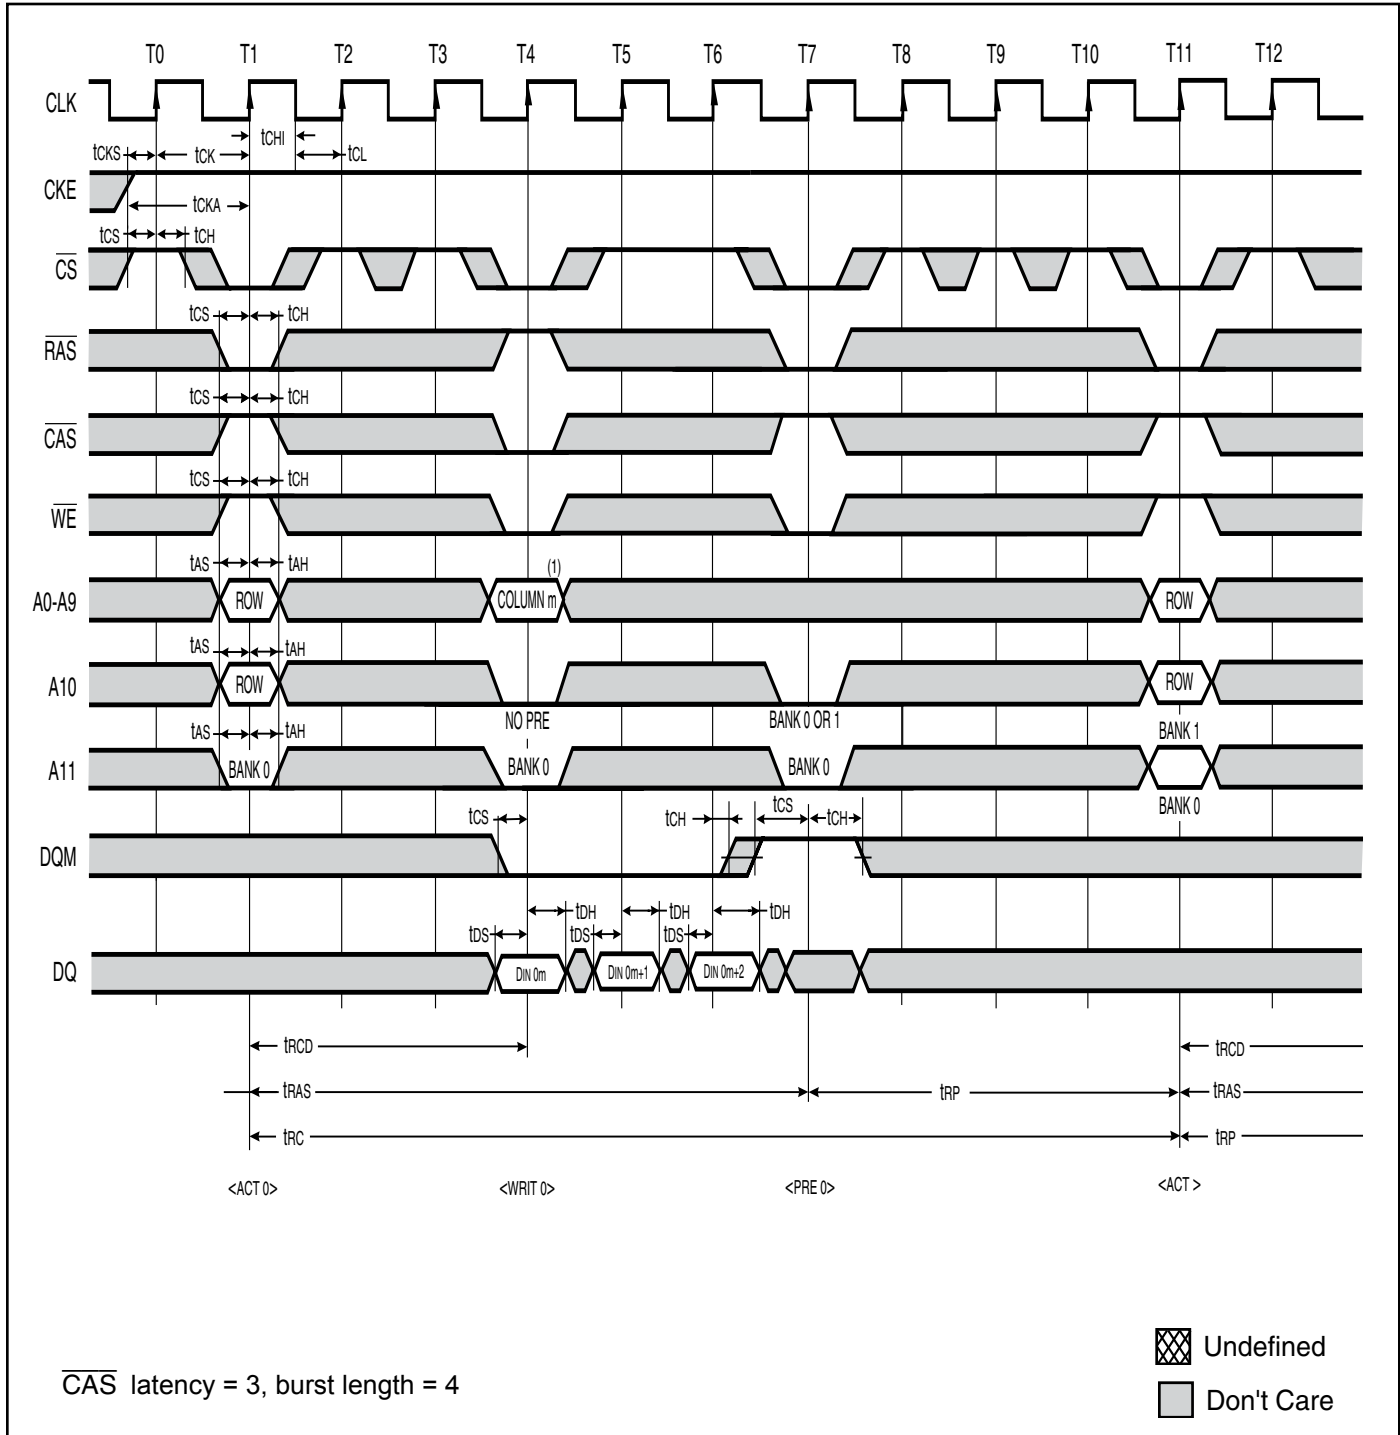 T0 T1 T2 T3 T4 T5 T6 T7 T8 T9 T10 T11 T12
CLK
tCHI
tCKS tCK tCL
CKE
tCKA
tCS tCH
CS
tCS tCH
RAS
tCS tCH
CAS
tCS tCH
WE
tAS tAH (1)
A0-A9 ROW COLUMN m ROW
tAS tAH
A10 ROW ROW
NO PRE BANK 0 OR 1
tAS tAH BANK 1
A11 BANK 0 BANK 0 BANK 0
BANK 0
tCS tCH tCS tCH
DQM
tDH tDH tDH
tDS tDS tDS
DQ DIN 0m DIN 0m+1 DIN 0m+2
tRCD tRCD
tRAS tRP tRAS
tRC tRP
<ACT 0> <WRIT 0> <PRE 0> <ACT >
Undefined
CAS latency = 3, burst length = 4
Don't Care